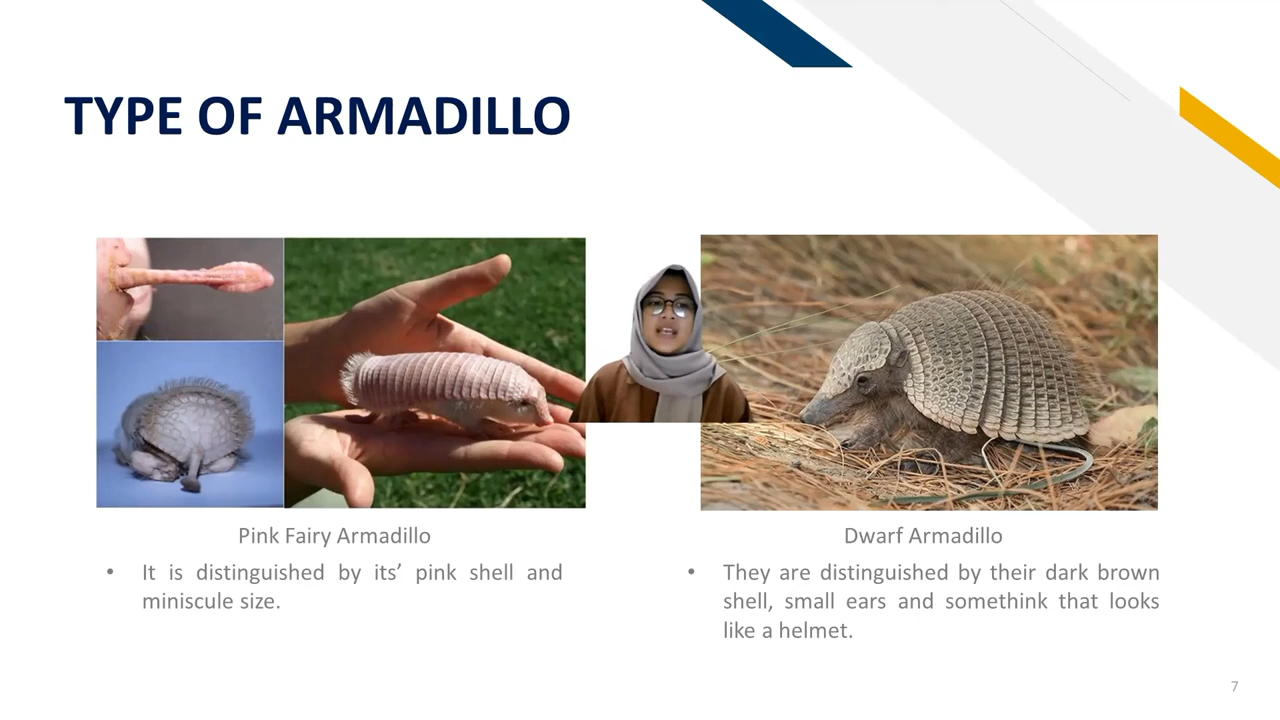 TYPE OF ARMADILLO
Pink Fairy Armadillo
• It is distinguished by its’ pink shell and
miniscule size.
Dwarf Armadillo
• They are distinguished by their dark brown
shell, small ears and somethink that looks
like a helmet.
7